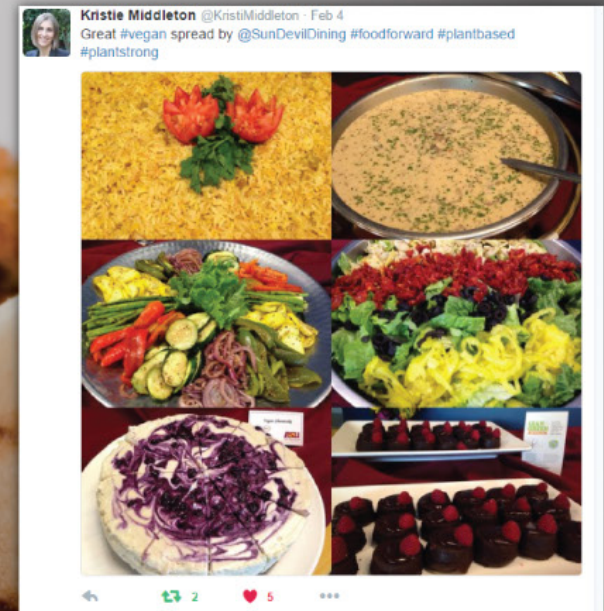 Kristie Middleton @KristiMiddleton · Feb 4
Great #vegan spread by @SunDevilDining #foodforward #plantbased
#plantstrong
2
5